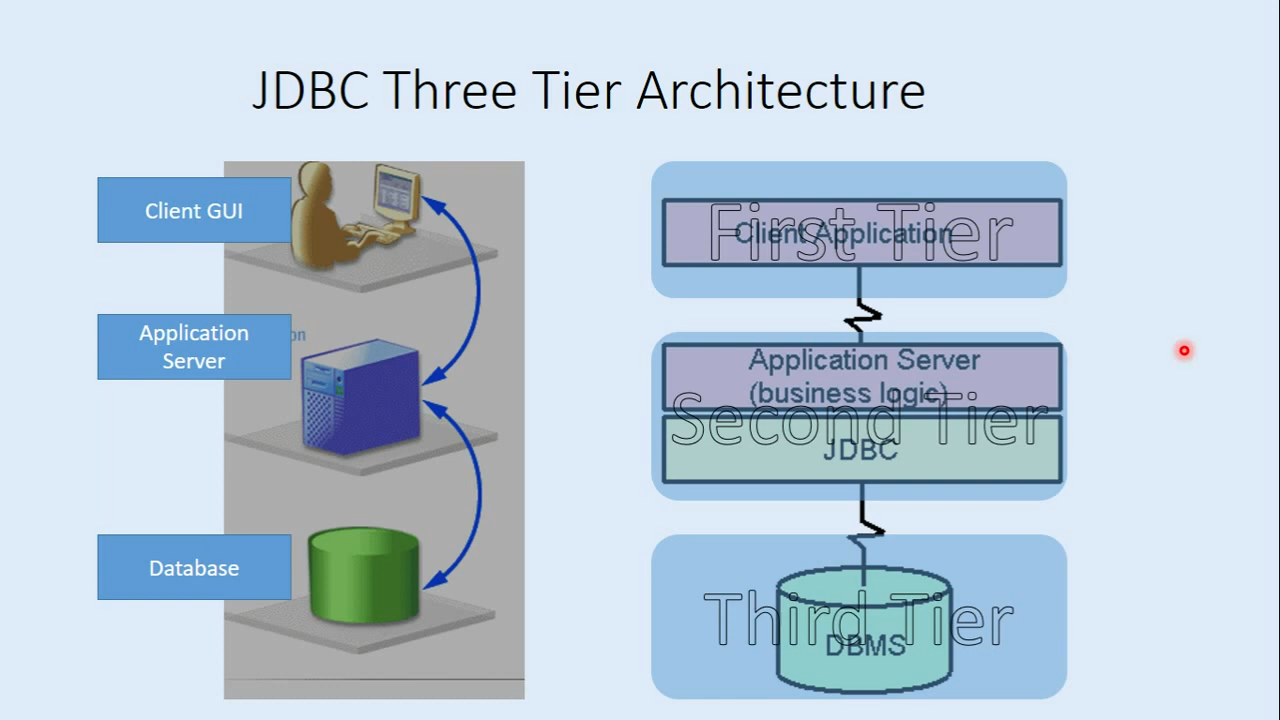 JDBC Three Tier Architecture
Client GUI
Application
Server
on
Database
First Tier
Client Application
Application Server
(business logic)
Second Tier
JDBC
Third Tier
DBMS